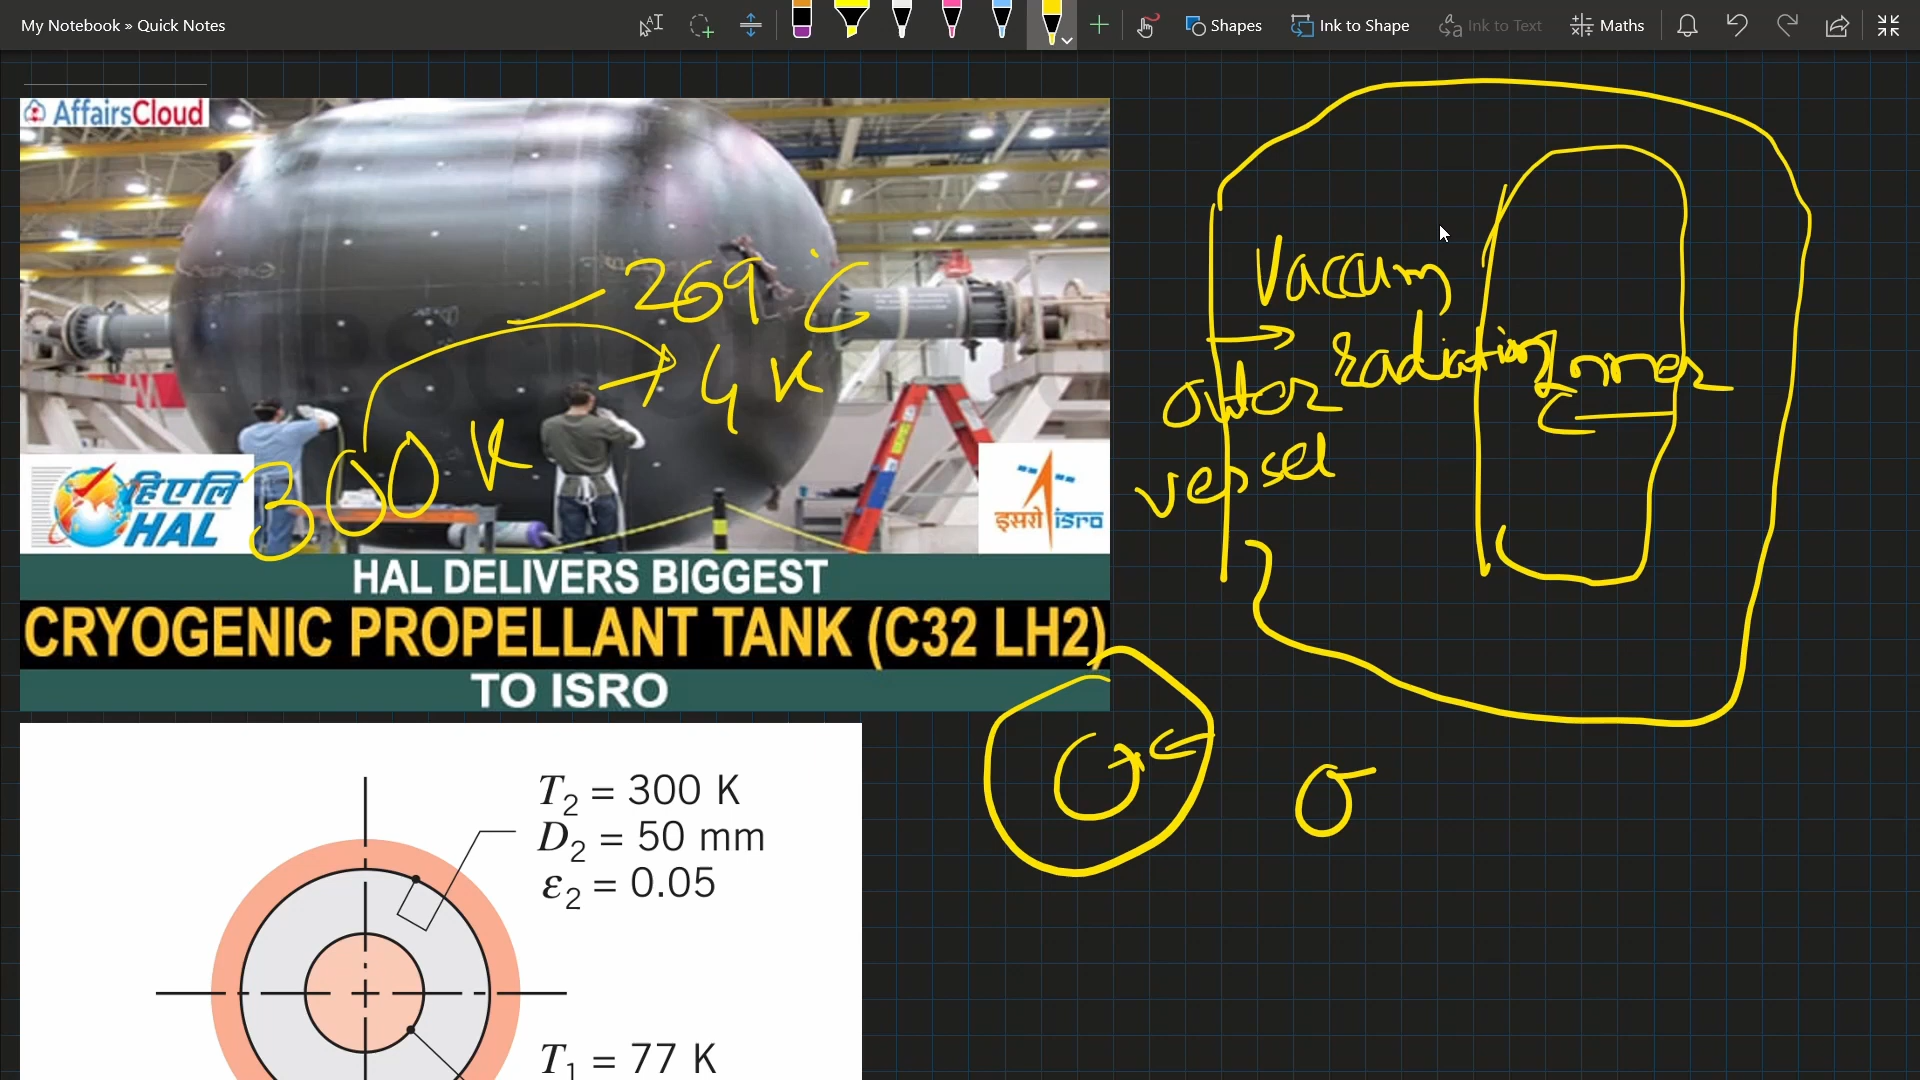 My Notebook » Quick Notes
Shapes
Ink to Shape
Ink to Text
Maths
AffairsCloud
Vaccum
radiation
Inner
outer
vessel
- 269 °C
4 K
300 K
हिएलि
HAL
इसरो isro
HAL DELIVERS BIGGEST
CRYOGENIC PROPELLANT TANK (C32 LH2)
TO ISRO
σ
T2 = 300 K
D2 = 50 mm
ε2 = 0.05
T1 = 77 K